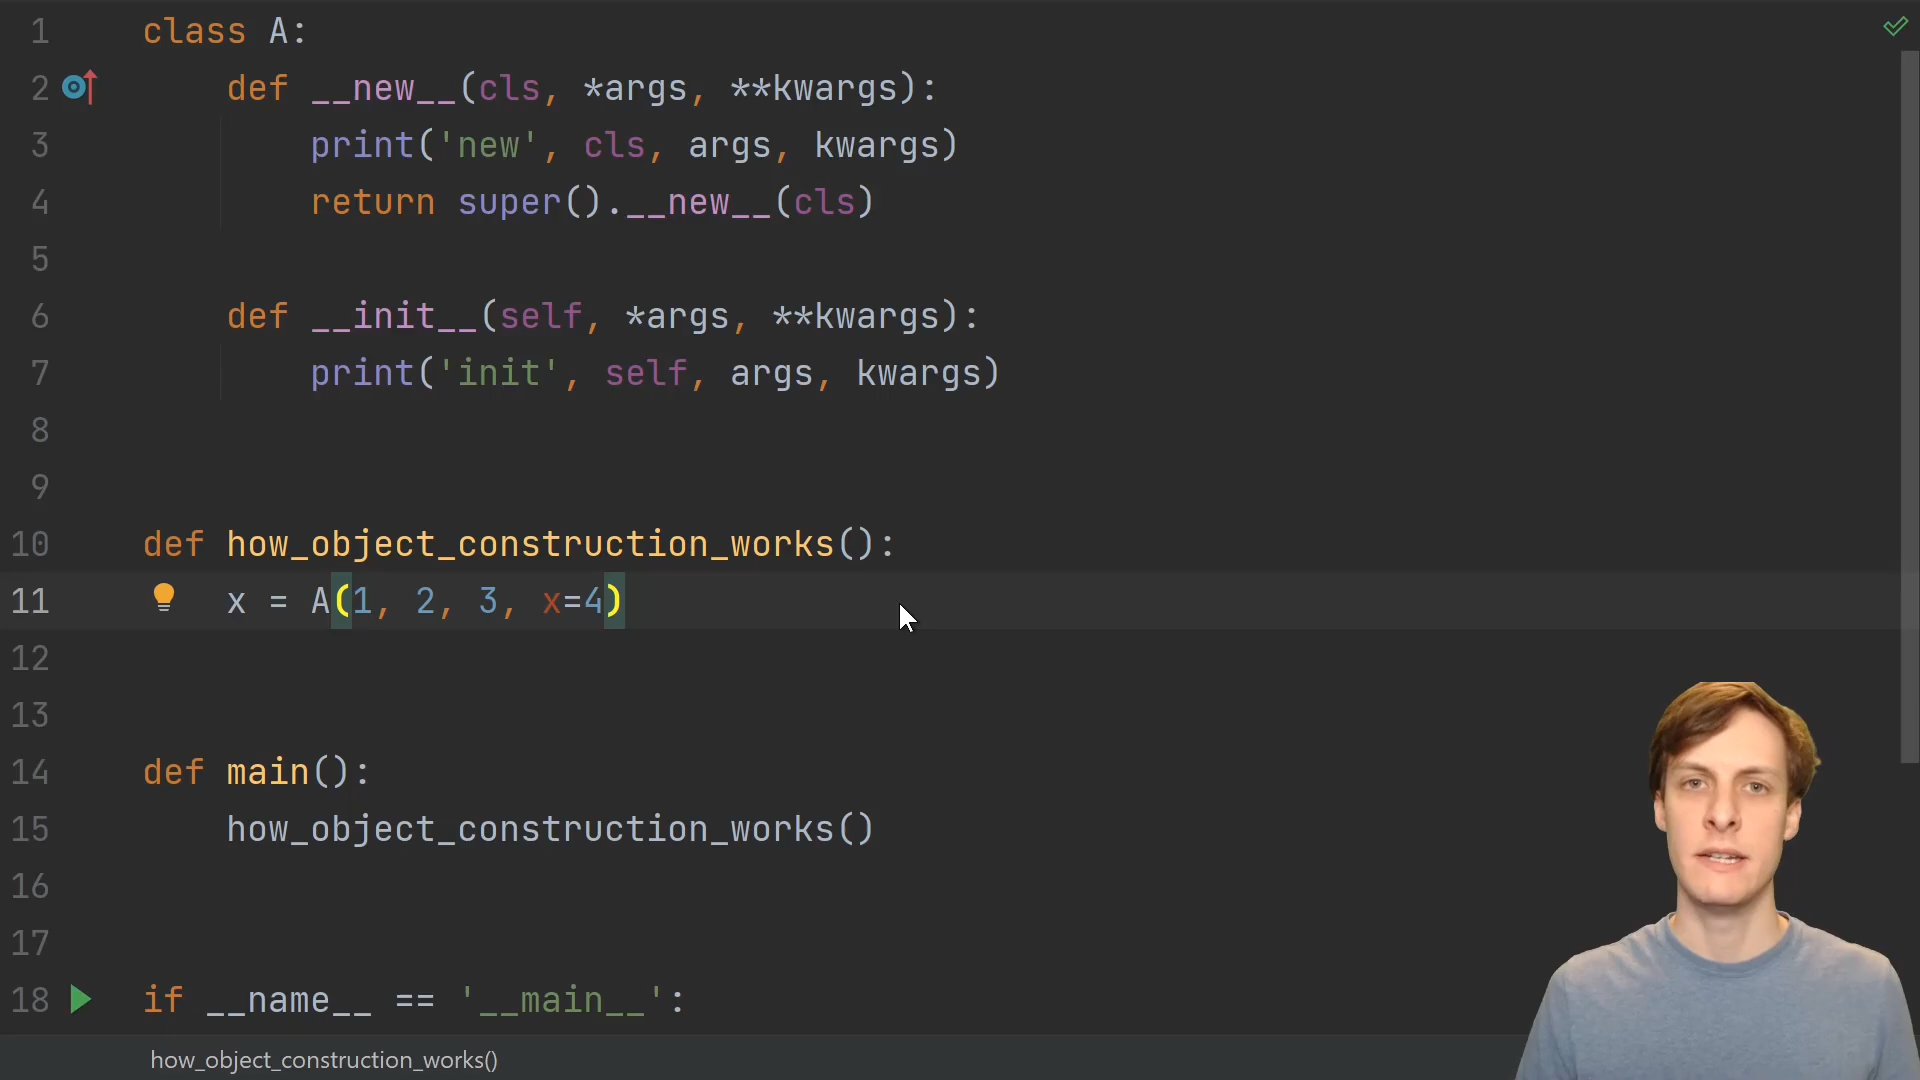 1 class A:
2 def __new__(cls, *args, **kwargs):
3 print('new', cls, args, kwargs)
4 return super().__new__(cls)
5
6 def __init__(self, *args, **kwargs):
7 print('init', self, args, kwargs)
8
9
10 def how_object_construction_works():
11 x = A(1, 2, 3, x=4)
12
13
14 def main():
15 how_object_construction_works()
16
17
18 if __name__ == '__main__':
how_object_construction_works()